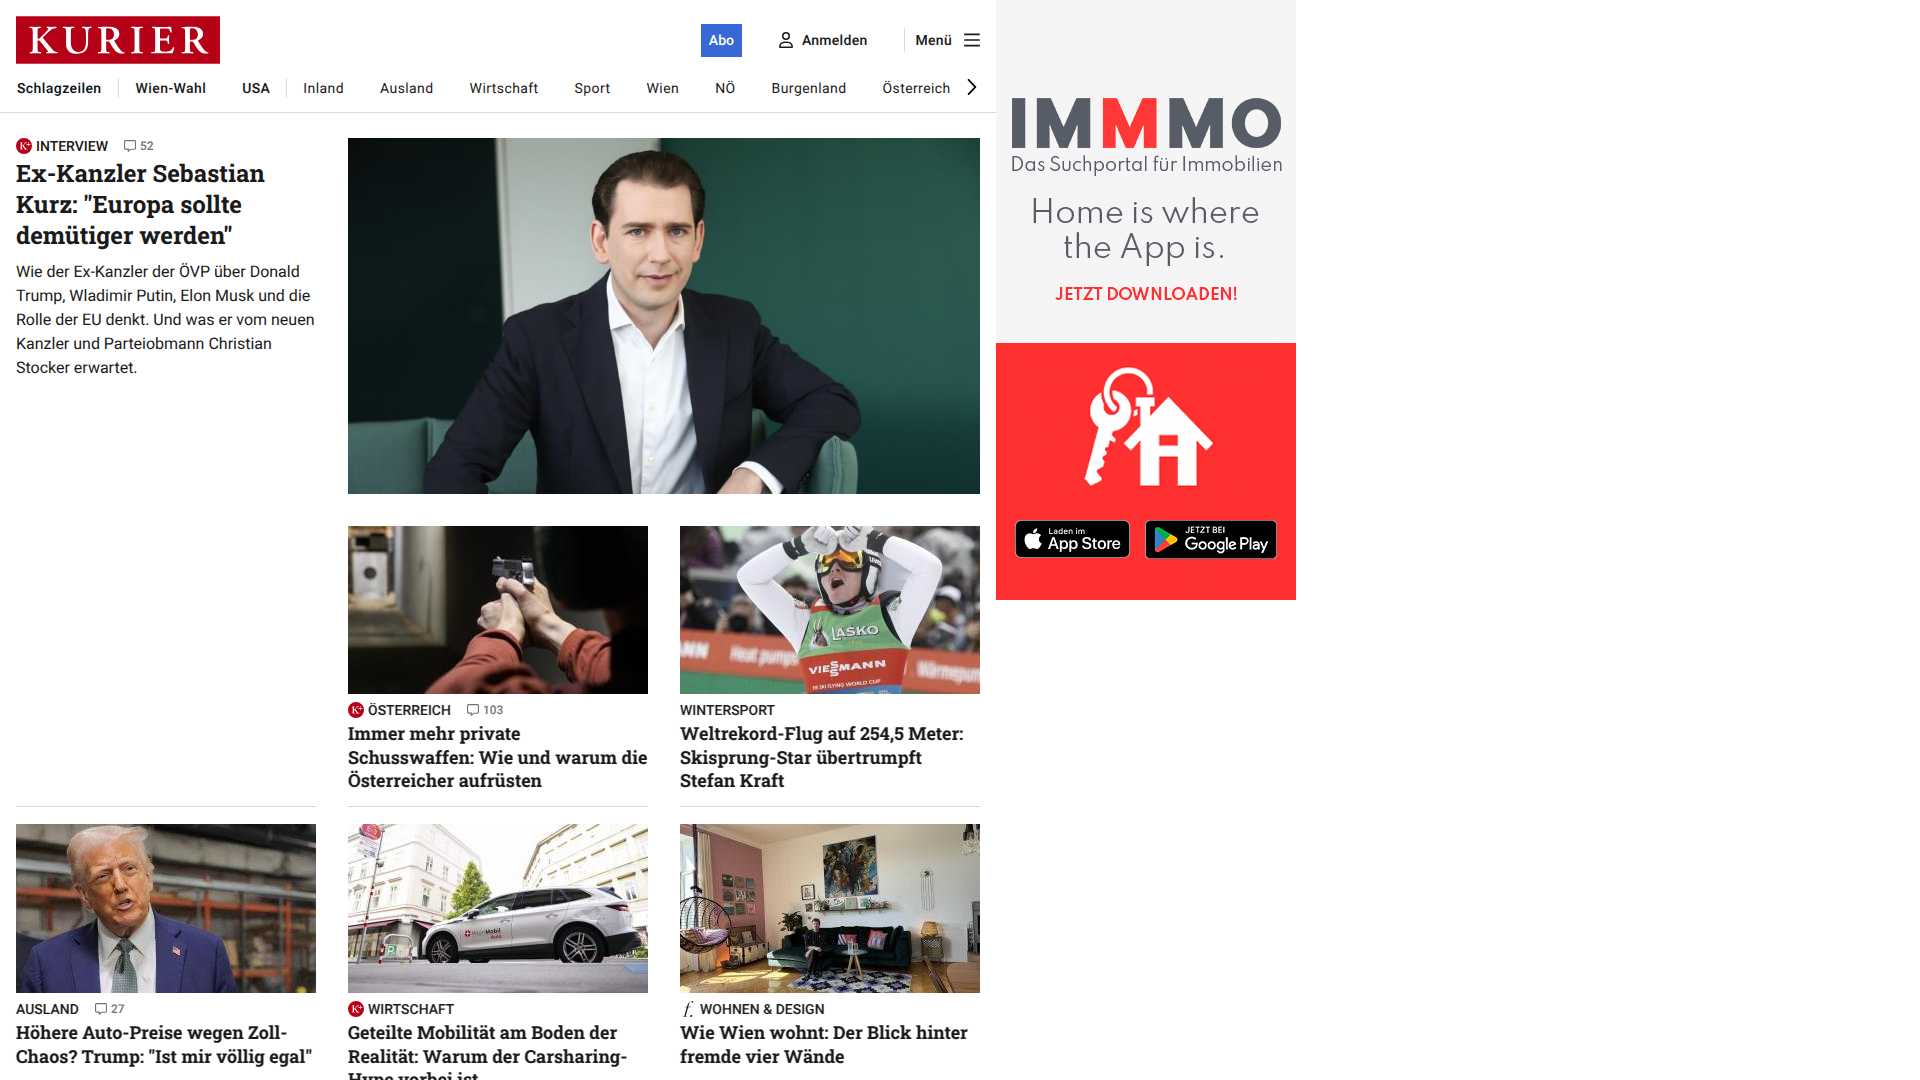 KURIER
Abo
Anmelden
Menü
Schlagzeilen
Wien-Wahl
USA
Inland
Ausland
Wirtschaft
Sport
Wien
NÖ
Burgenland
Österreich
K+ INTERVIEW 52
Ex-Kanzler Sebastian
Kurz: "Europa sollte
demütiger werden"
Wie der Ex-Kanzler der ÖVP über Donald
Trump, Wladimir Putin, Elon Musk und die
Rolle der EU denkt. Und was er vom neuen
Kanzler und Parteiobmann Christian
Stocker erwartet.
LAŠKO
VIESSMANN
Heat pumps
K+ ÖSTERREICH 103
Immer mehr private
Schusswaffen: Wie und warum die
Österreicher aufrüsten
WINTERSPORT
Weltrekord-Flug auf 254,5 Meter:
Skisprung-Star übertrumpft
Stefan Kraft
AUSLAND 27
Höhere Auto-Preise wegen Zoll-
Chaos? Trump: "Ist mir völlig egal"
K+ WIRTSCHAFT
Geteilte Mobilität am Boden der
Realität: Warum der Carsharing-
Hype vorbei ist
f. WOHNEN & DESIGN
Wie Wien wohnt: Der Blick hinter
fremde vier Wände
IMMMO
Das Suchportal für Immobilien
Home is where
the App is.
JETZT DOWNLOADEN!
Laden im
App Store
JETZT BEI
Google Play